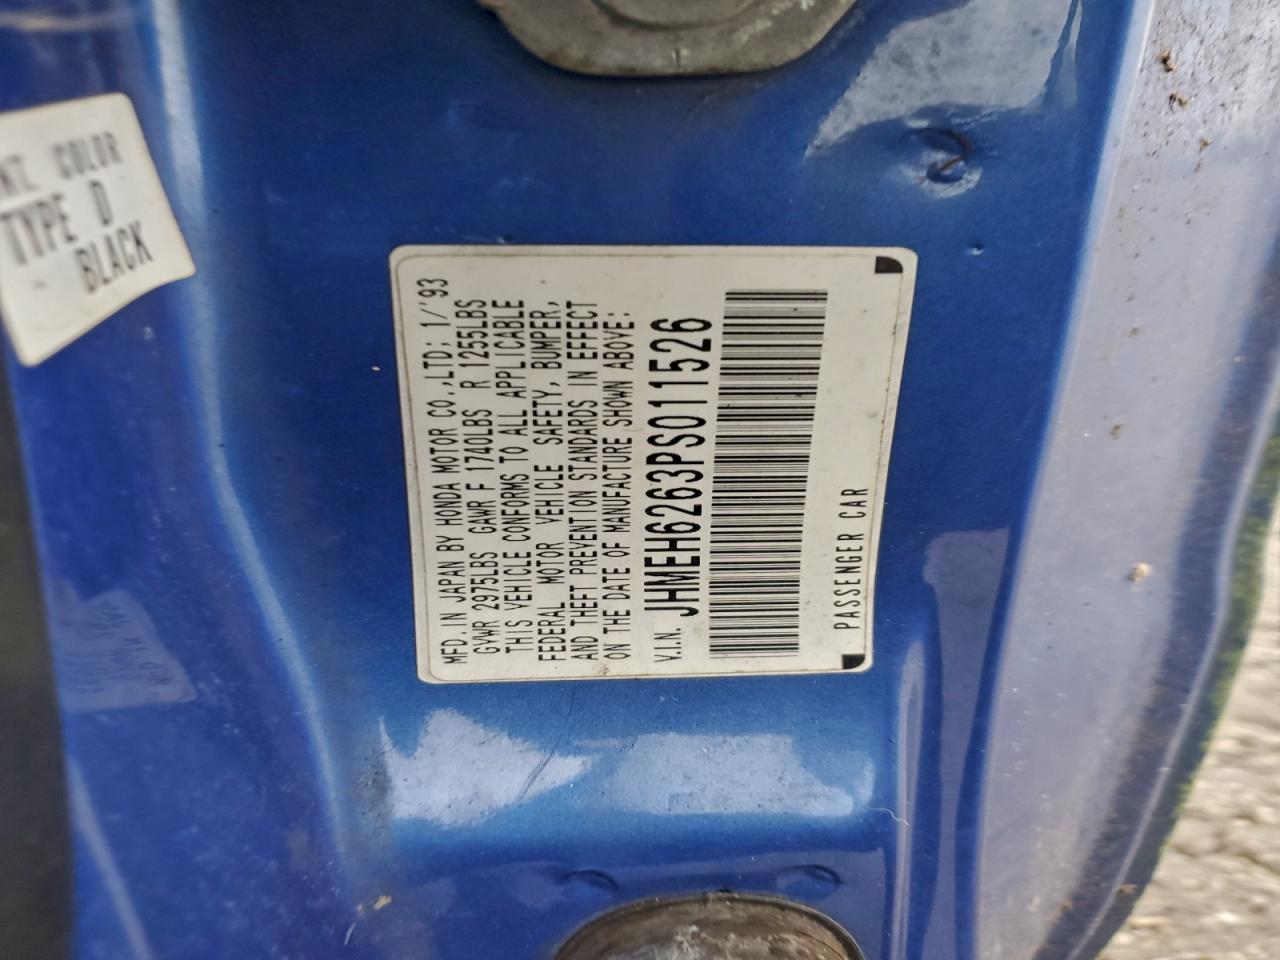 COLOR
TYPE D
BLACK
MFD. IN JAPAN BY HONDA MOTOR CO.,LTD: 1/'93
GVWR 2975LBS GAWR F 1740LBS R 1255LBS
THIS VEHICLE CONFORMS TO ALL APPLICABLE
FEDERAL MOTOR VEHICLE SAFETY, BUMPER,
AND THEFT PREVENTION STANDARDS IN EFFECT
ON THE DATE OF MANUFACTURE SHOWN ABOVE:
V.I.N. JHMEH6263PS011526
PASSENGER CAR